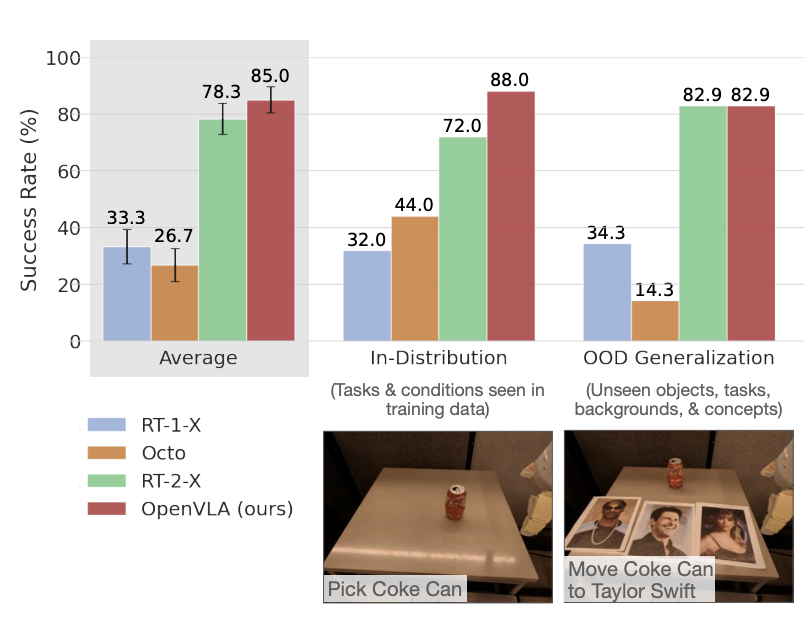 Success Rate (%)
100
80
60
40
20
0
33.3
26.7
78.3
85.0
Average
32.0
44.0
72.0
88.0
In-Distribution
(Tasks & conditions seen in
training data)
34.3
14.3
82.9
82.9
OOD Generalization
(Unseen objects, tasks,
backgrounds, & concepts)
RT-1-X
Octo
RT-2-X
OpenVLA (ours)
Pick Coke Can
Move Coke Can
to Taylor Swift